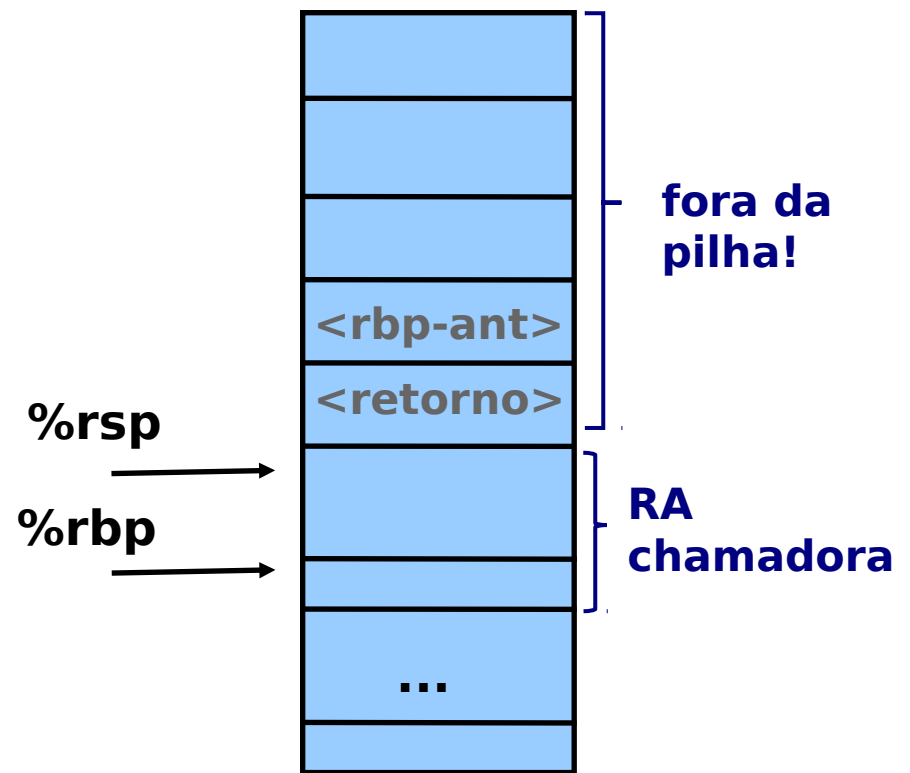 fora da
pilha!
<rbp-ant>
<retorno>
%rsp
%rbp
RA
chamadora
...